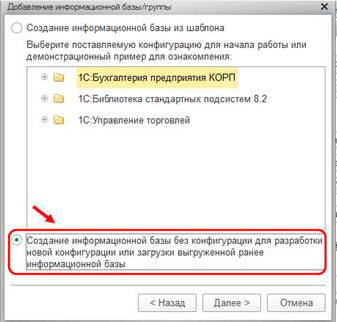 Добавление информационной базы/группы
Создание информационной базы из шаблона
Выберите поставляемую конфигурацию для начала работы или
демонстрационный пример для ознакомления:
1С:Бухгалтерия предприятия КОРП
1С:Библиотека стандартных подсистем 8.2
1С:Управление торговлей
Создание информационной базы без конфигурации для разработки
новой конфигурации или загрузки выгруженной ранее
информационной базы
< Назад
Далее >
Отмена